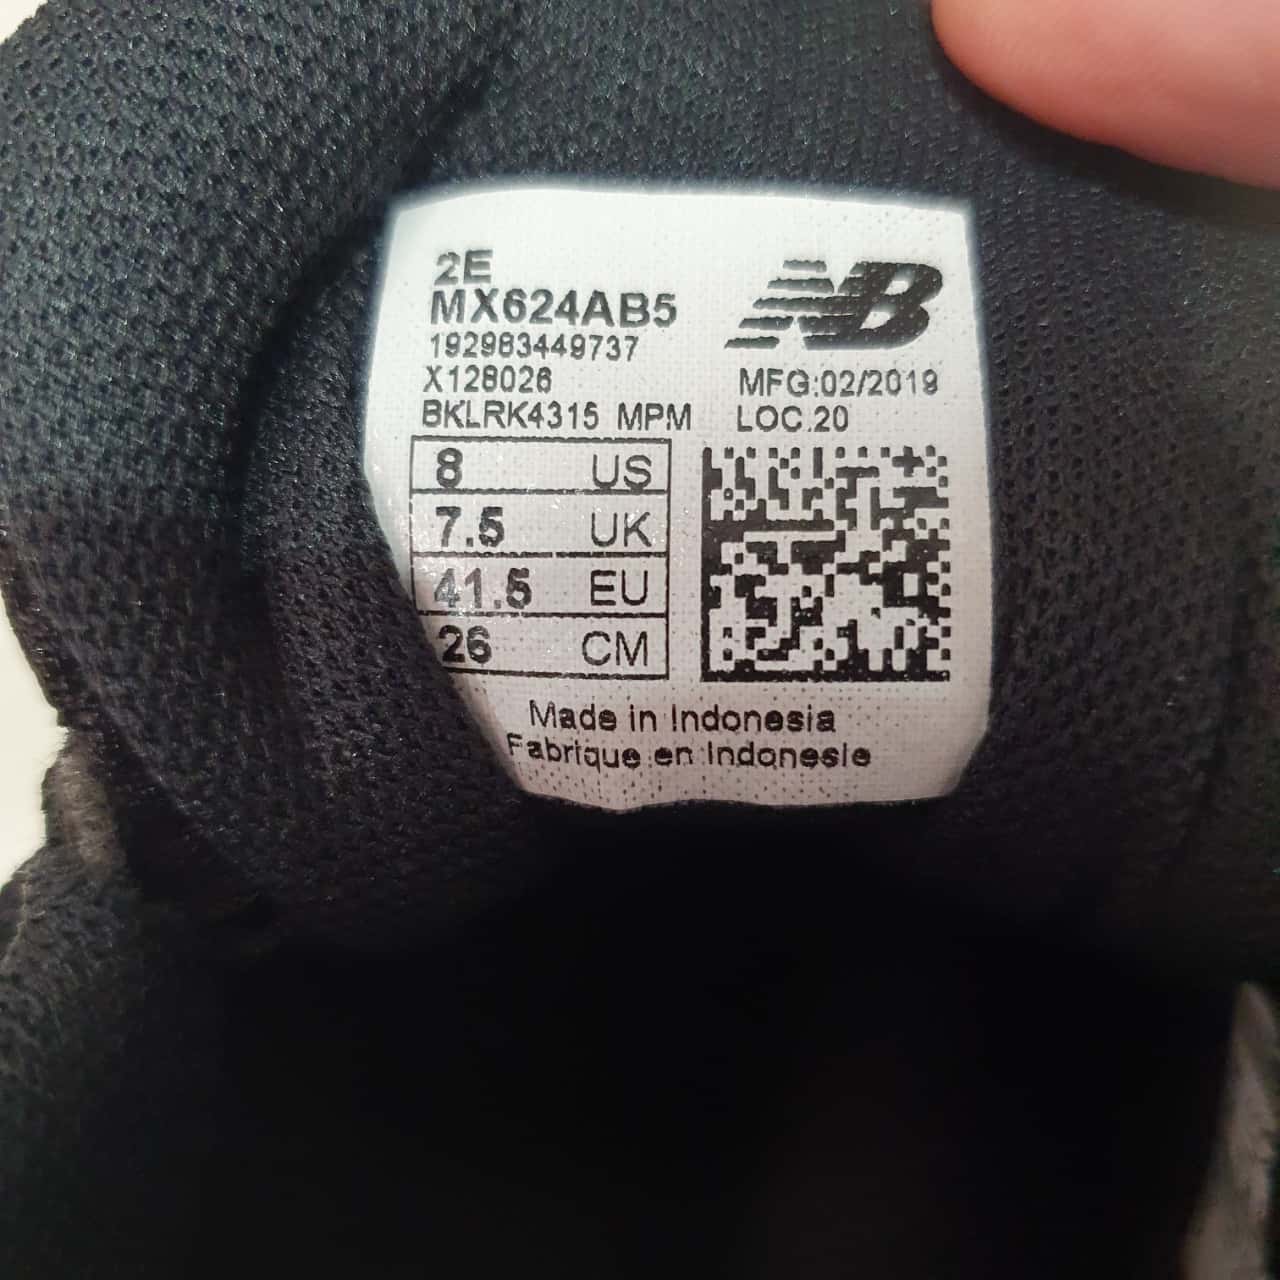 2E
MX624AB5
192983449737
X128026
BKLRK4315 MPM
NB
MFG:02/2019
LOC.20
8 US
7.5 UK
41.5 EU
26 CM
Made in Indonesia
Fabrique en Indonesie